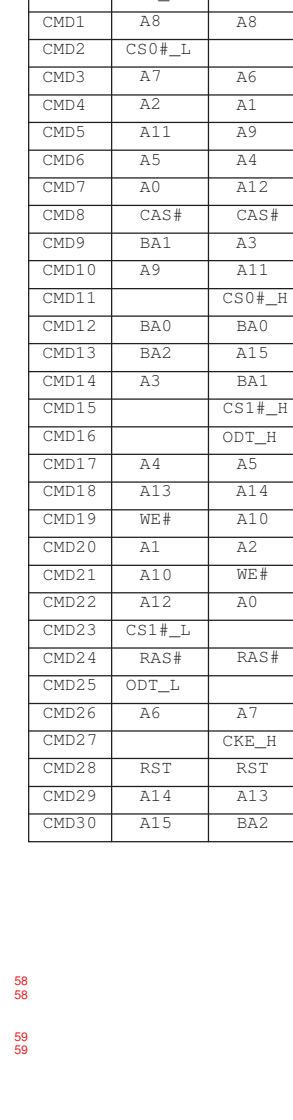 CMD1 A8 A8
CMD2 CS0#_L
CMD3 A7 A6
CMD4 A2 A1
CMD5 A11 A9
CMD6 A5 A4
CMD7 A0 A12
CMD8 CAS# CAS#
CMD9 BA1 A3
CMD10 A9 A11
CMD11 CS0#_H
CMD12 BA0 BA0
CMD13 BA2 A15
CMD14 A3 BA1
CMD15 CS1#_H
CMD16 ODT_H
CMD17 A4 A5
CMD18 A13 A14
CMD19 WE# A10
CMD20 A1 A2
CMD21 A10 WE#
CMD22 A12 A0
CMD23 CS1#_L
CMD24 RAS# RAS#
CMD25 ODT_L
CMD26 A6 A7
CMD27 CKE_H
CMD28 RST RST
CMD29 A14 A13
CMD30 A15 BA2
58
58
59
59